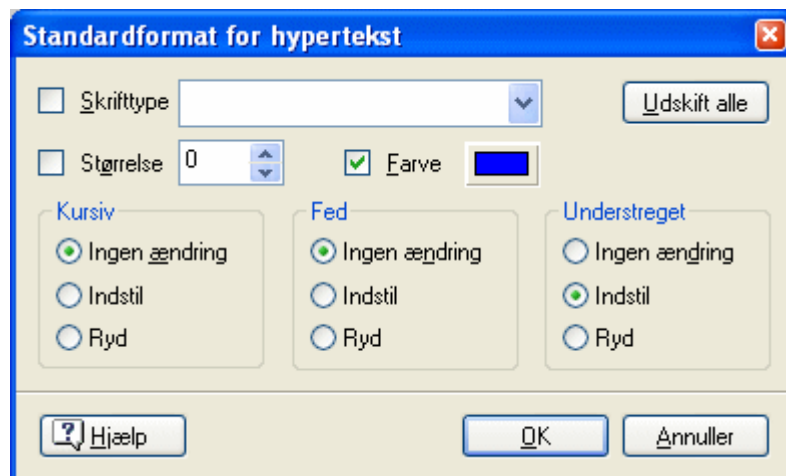 Standardformat for hypertekst
Skrifttype
Udskift alle
Størrelse 0 Farve
Kursiv Fed Understreget
Ingen ændring Ingen ændring Ingen ændring
Indstil Indstil Indstil
Ryd Ryd Ryd
Hjælp OK Annuller